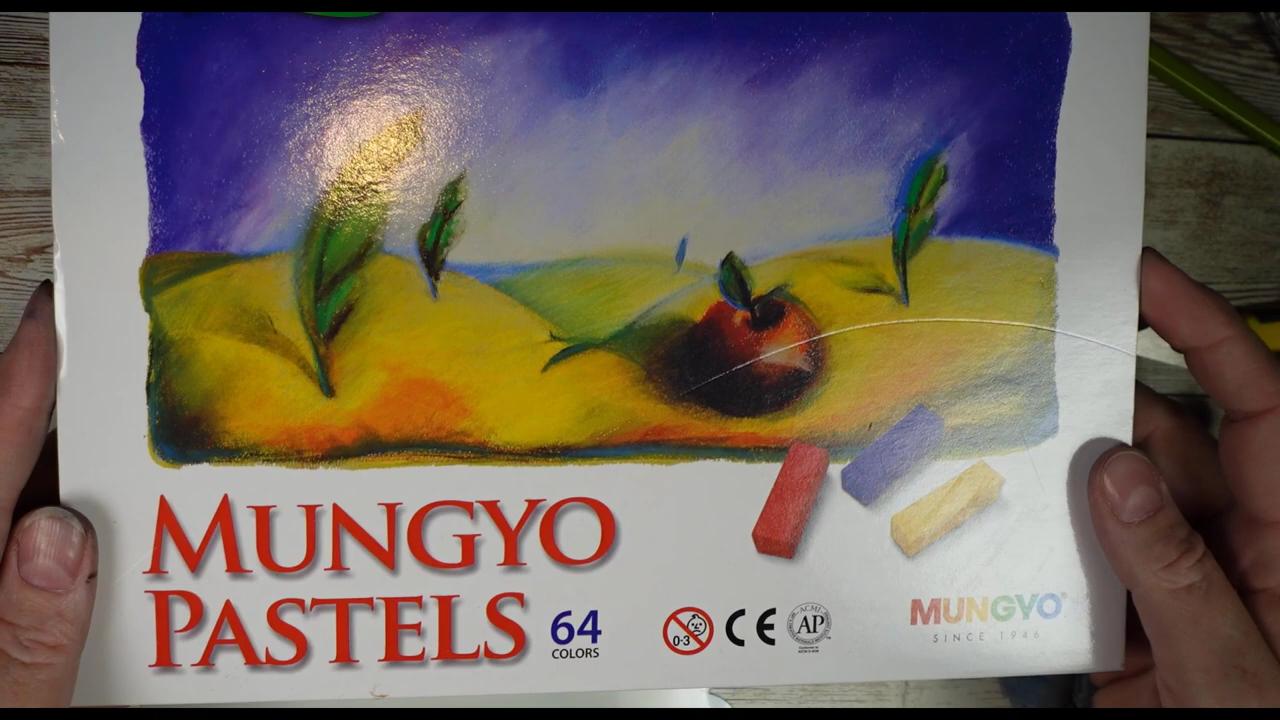 MUNGYO
PASTELS
64
COLORS
0-3
CE
ACMI
AP
MUNGYO
SINCE 1946